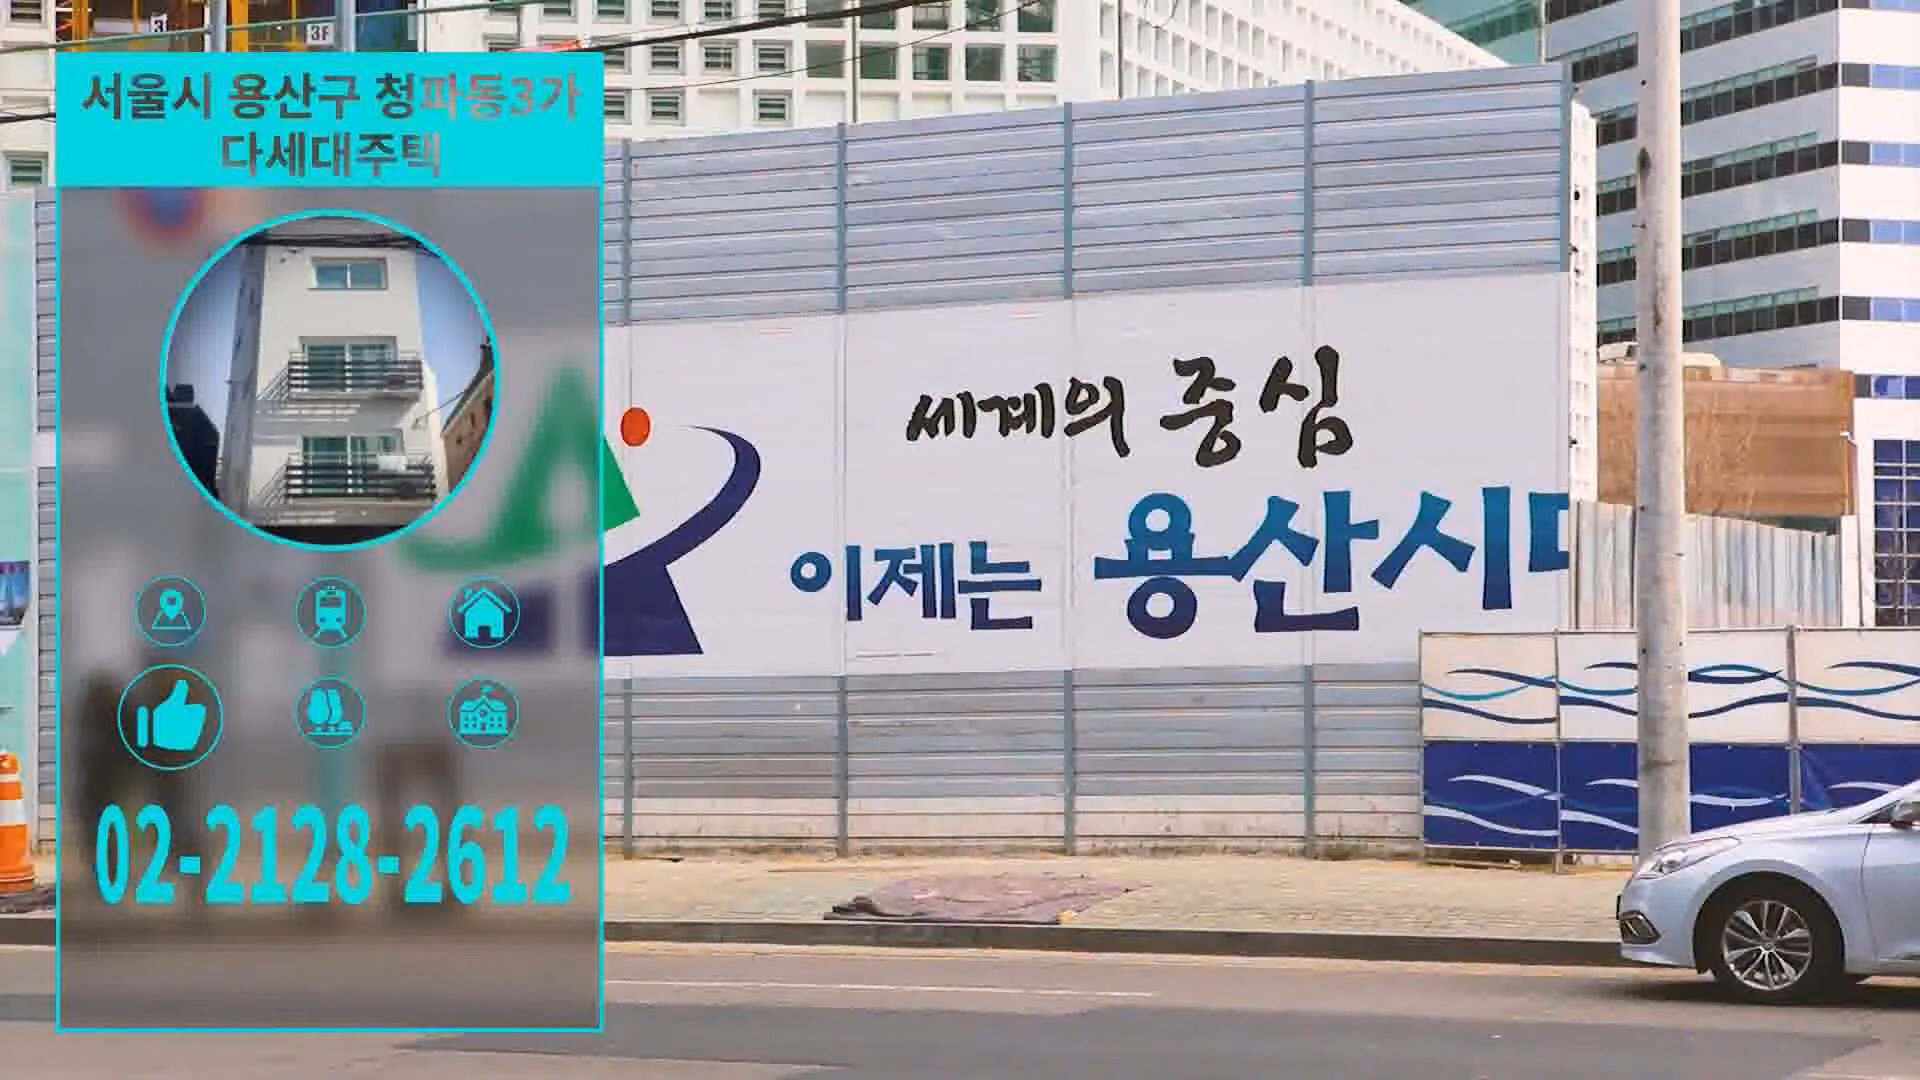 3F
서울시 용산구 청파동3가
다세대주택
02-2128-2612
세계의 중심
이제는 용산시